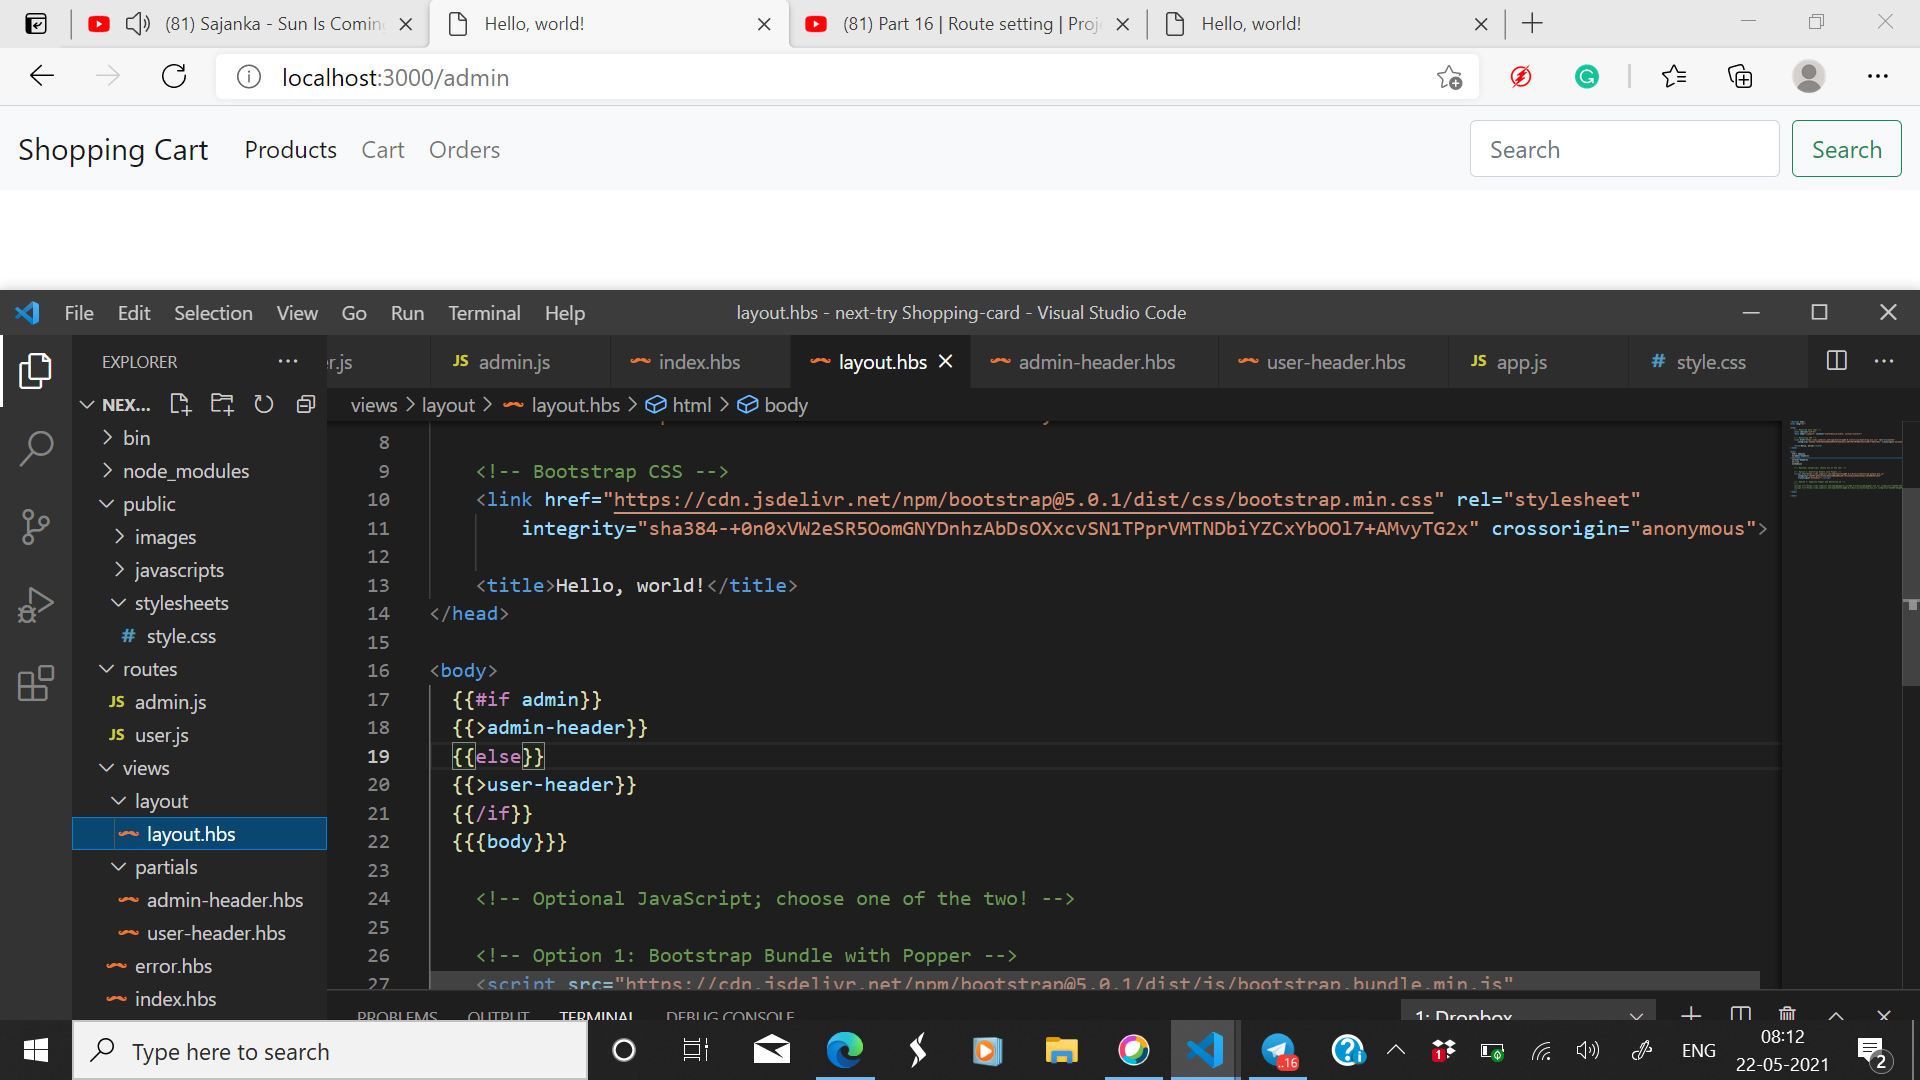 (81) Sajanka - Sun Is Coming
Hello, world!
(81) Part 16 | Route setting | Proje
Hello, world!
localhost:3000/admin
Shopping Cart Products Cart Orders Search Search
File Edit Selection View Go Run Terminal Help
layout.hbs - next-try Shopping-card - Visual Studio Code
EXPLORER
r.js
JS admin.js
index.hbs
layout.hbs
admin-header.hbs
user-header.hbs
JS app.js
# style.css
NEX...
views > layout > layout.hbs > html > body
bin
node_modules
public
images
javascripts
stylesheets
# style.css
routes
JS admin.js
JS user.js
views
layout
layout.hbs
partials
admin-header.hbs
user-header.hbs
error.hbs
index.hbs
8
9 <!-- Bootstrap CSS -->
10 <link href="https://cdn.jsdelivr.net/npm/bootstrap@5.0.1/dist/css/bootstrap.min.css" rel="stylesheet"
11 integrity="sha384-+0n0xVW2eSR5OomGNYDnhzAbDsOXxcvSN1TPprVMTNDbiYZCxYbOOl7+AMvyTG2x" crossorigin="anonymous">
12
13 <title>Hello, world!</title>
14 </head>
15
16 <body>
17 {{#if admin}}
18 {{>admin-header}}
19 {{else}}
20 {{>user-header}}
21 {{/if}}
22 {{{body}}}
23
24 <!-- Optional JavaScript; choose one of the two! -->
25
26 <!-- Option 1: Bootstrap Bundle with Popper -->
27 <script src="https://cdn.jsdelivr.net/npm/bootstrap@5.0.1/dist/js/bootstrap.bundle.min.js"
PROBLEMS OUTPUT TERMINAL DEBUG CONSOLE
1: Dropbox
Type here to search
..16
1
ENG
08:12
22-05-2021
2